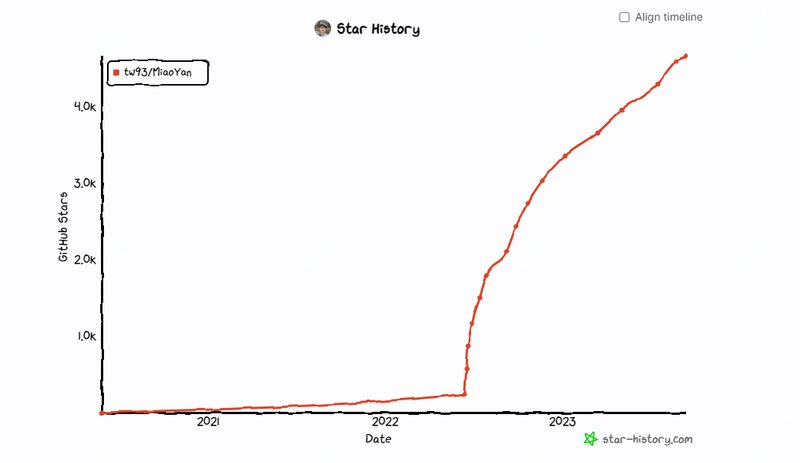 Align timeline
Star History
tw93/MiaoYan
4.0k
3.0k
2.0k
1.0k
GitHub Stars
2021
2022
2023
Date
star-history.com